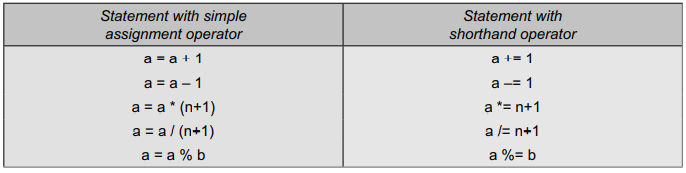 Statement with simple
assignment operator
Statement with
shorthand operator
a = a + 1
a += 1
a = a – 1
a –= 1
a = a * (n+1)
a *= n+1
a = a / (n+1)
a /= n+1
a = a % b
a %= b